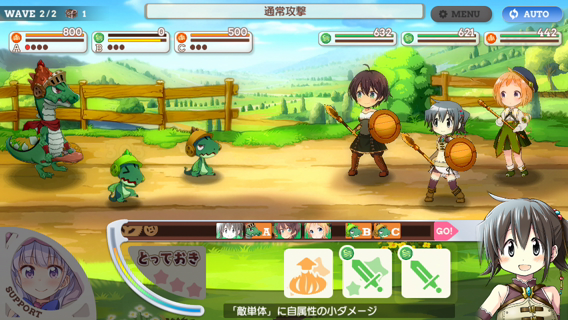 WAVE 2/2 1
通常攻撃
MENU
AUTO
800
A
0
B
500
C
632
621
442
A B C GO!
とっておき
SUPPORT
「敵単体」に自属性の小ダメージ